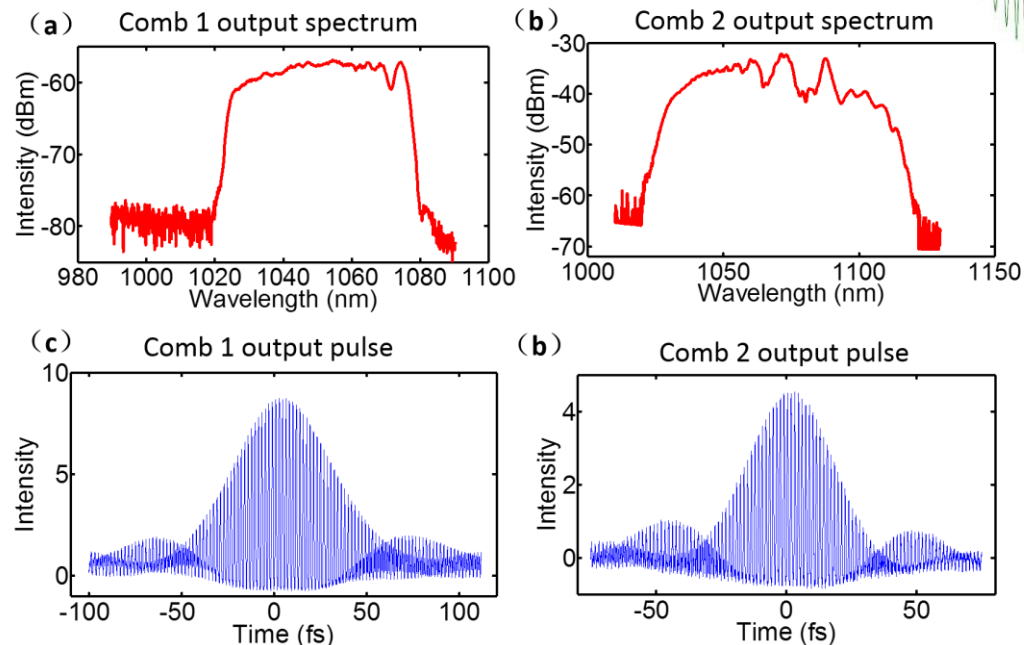 （a） Comb 1 output spectrum
Intensity (dBm)
-60
-70
-80
980 1000 1020 1040 1060 1080 1100
Wavelength (nm)
（b） Comb 2 output spectrum
Intensity (dBm)
-30
-40
-50
-60
-70
1000 1050 1100 1150
Wavelength (nm)
（c） Comb 1 output pulse
Intensity
10
5
0
-100 -50 0 50 100
Time (fs)
（b） Comb 2 output pulse
Intensity
4
2
0
-50 0 50
Time (fs)